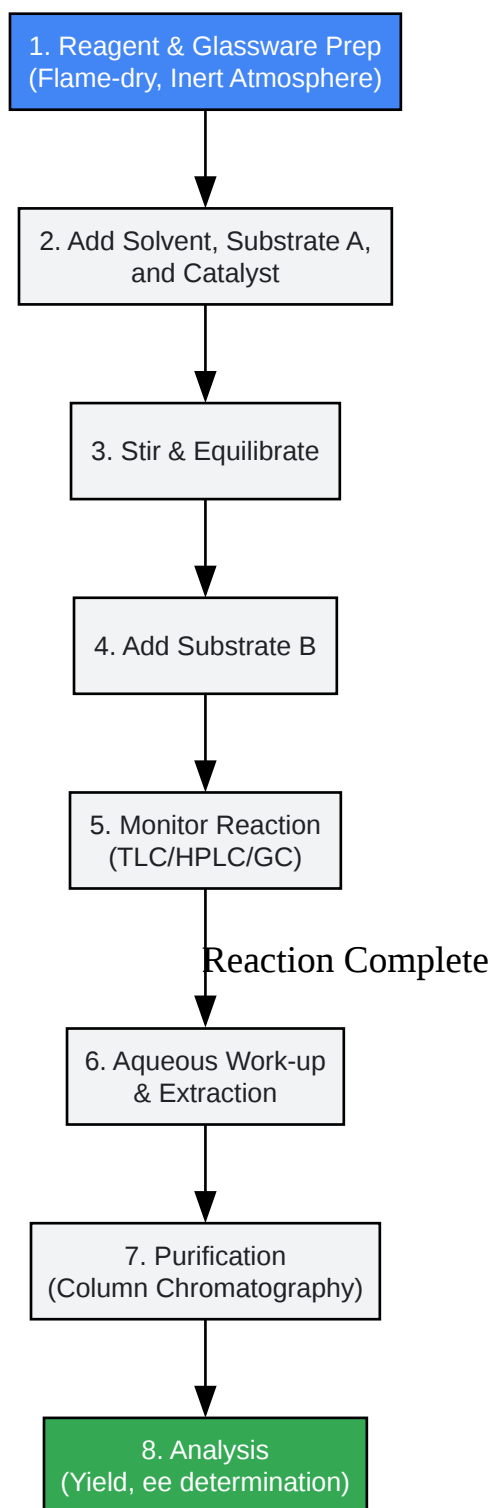 1. Reagent & Glassware Prep
(Flame-dry, Inert Atmosphere)
2. Add Solvent, Substrate A,
and Catalyst
3. Stir & Equilibrate
4. Add Substrate B
5. Monitor Reaction
(TLC/HPLC/GC)
Reaction Complete
6. Aqueous Work-up
& Extraction
7. Purification
(Column Chromatography)
8. Analysis
(Yield, ee determination)